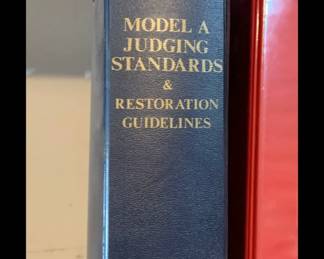 MODEL A
JUDGING
STANDARDS
&
RESTORATION
GUIDELINES